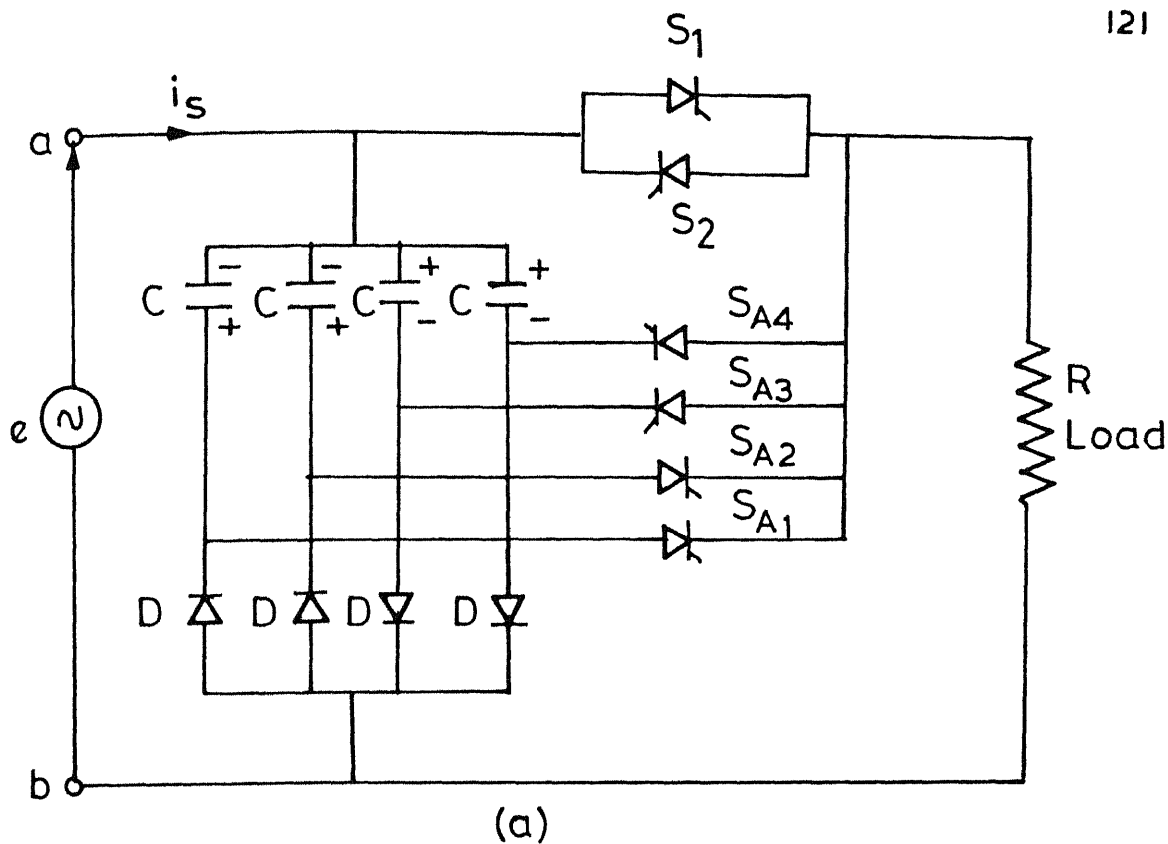 121
S1
is
a
S2
- - + +
C C C C
+ + - -
SA4
SA3
R
e
Load
SA2
SA1
D D D D
b
(a)